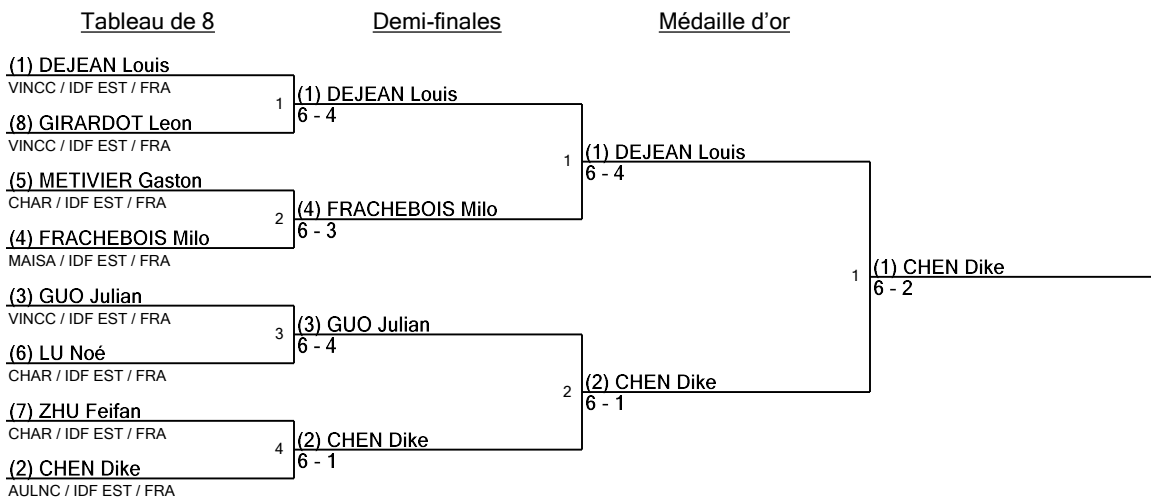 Tableau de 8
Demi-finales
Médaille d'or
(1) DEJEAN Louis
VINCC / IDF EST / FRA
(8) GIRARDOT Leon
VINCC / IDF EST / FRA
(5) METIVIER Gaston
CHAR / IDF EST / FRA
(4) FRACHEBOIS Milo
MAISA / IDF EST / FRA
(3) GUO Julian
VINCC / IDF EST / FRA
(6) LU Noé
CHAR / IDF EST / FRA
(7) ZHU Feifan
CHAR / IDF EST / FRA
(2) CHEN Dike
AULNC / IDF EST / FRA
1
(1) DEJEAN Louis
6 - 4
2
(4) FRACHEBOIS Milo
6 - 3
3
(3) GUO Julian
6 - 4
4
(2) CHEN Dike
6 - 1
1
(1) DEJEAN Louis
6 - 4
2
(2) CHEN Dike
6 - 1
1
(1) CHEN Dike
6 - 2